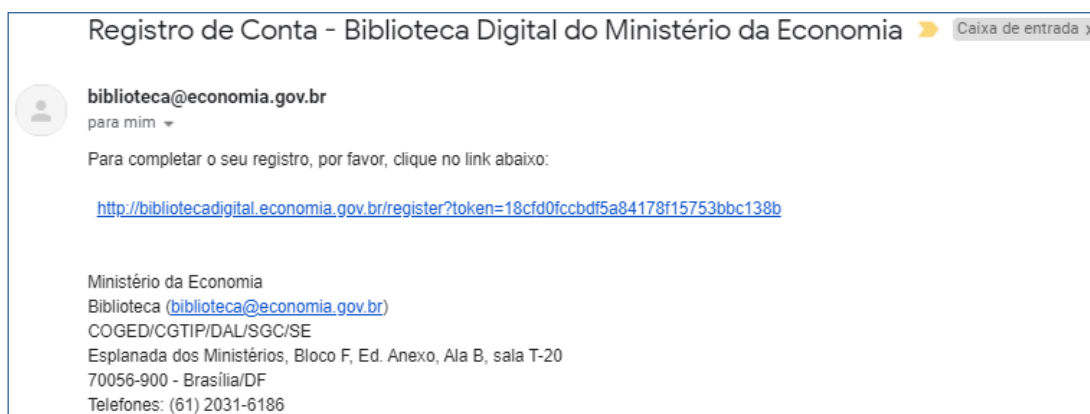 Registro de Conta - Biblioteca Digital do Ministério da Economia Caixa de entrada x
biblioteca@economia.gov.br
para mim
Para completar o seu registro, por favor, clique no link abaixo:
http://bibliotecadigital.economia.gov.br/register?token=18cfd0fccbdf5a84178f15753bbc138b
Ministério da Economia
Biblioteca (biblioteca@economia.gov.br)
COGED/CGTIP/DAL/SGC/SE
Esplanada dos Ministérios, Bloco F, Ed. Anexo, Ala B, sala T-20
70056-900 - Brasília/DF
Telefones: (61) 2031-6186